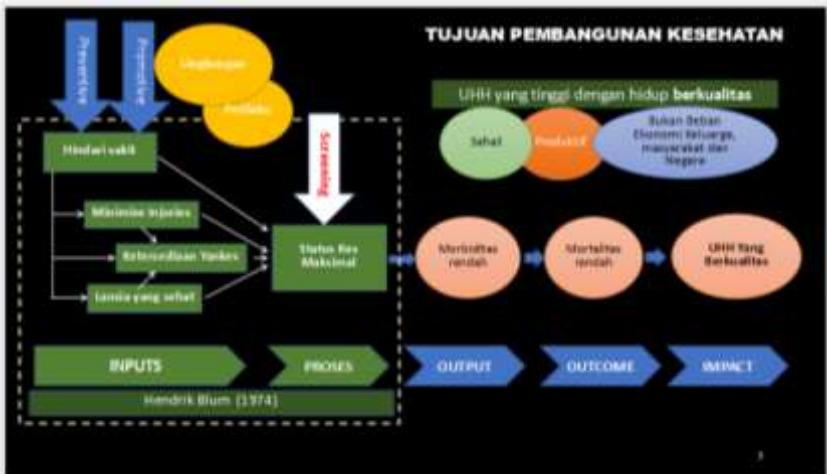 TUJUAN PEMBANGUNAN KESEHATAN
Preventive
Promotive
Lingkungan
Perilaku
Screening
UHH yang tinggi dengan hidup berkualitas
Sehat
Produktif
Bukan Beban
Ekonomi Keluarga,
masyarakat dan
Negara
Hindari sakit
Minimize Injuries
Ketersediaan Yankes
Lansia yang sehat
Status Kes
Maksimal
Morbiditas
rendah
Mortalitas
rendah
UHH Yang
Berkualitas
INPUTS
PROSES
OUTPUT
OUTCOME
IMPACT
Hendrik Blum (1974)
3